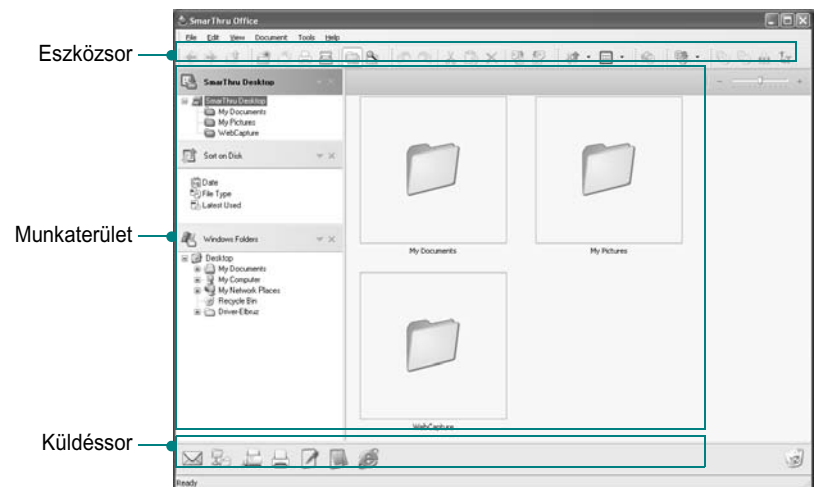 SmarThru Office
File Edit View Document Tools Help
Eszközsor
SmarThru Desktop
SmarThru Desktop
My Documents
My Pictures
WebCapture
Sort on Disk
Date
File Type
Latest Used
Munkaterület
Windows Folders
Desktop
My Documents
My Computer
My Network Places
Recycle Bin
Driver-Elbruz
My Documents
My Pictures
WebCapture
Küldéssor
Ready